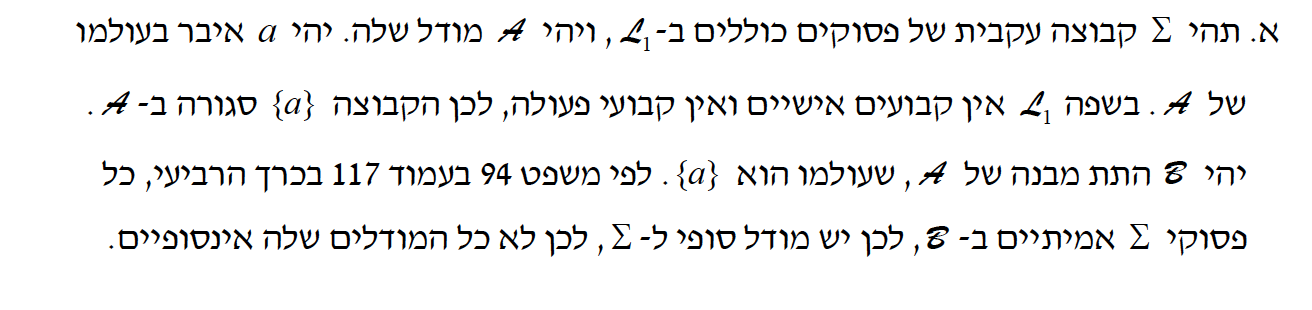 א. תהי Σ קבוצה עקבית של פסוקים כוללים ב-𝓛₁, ויהי 𝓐 מודל שלה. יהי a איבר בעולמו
של 𝓐. בשפה 𝓛₁ אין קבועים אישיים ואין קבועי פעולה, לכן הקבוצה {a} סגורה ב-𝓐.
יהי 𝓑 התת מבנה של 𝓐, שעולמו הוא {a}. לפי משפט 94 בעמוד 117 בכרך הרביעי, כל
פסוקי Σ אמיתיים ב-𝓑, לכן יש מודל סופי ל-Σ, לכן לא כל המודלים שלה אינסופיים.